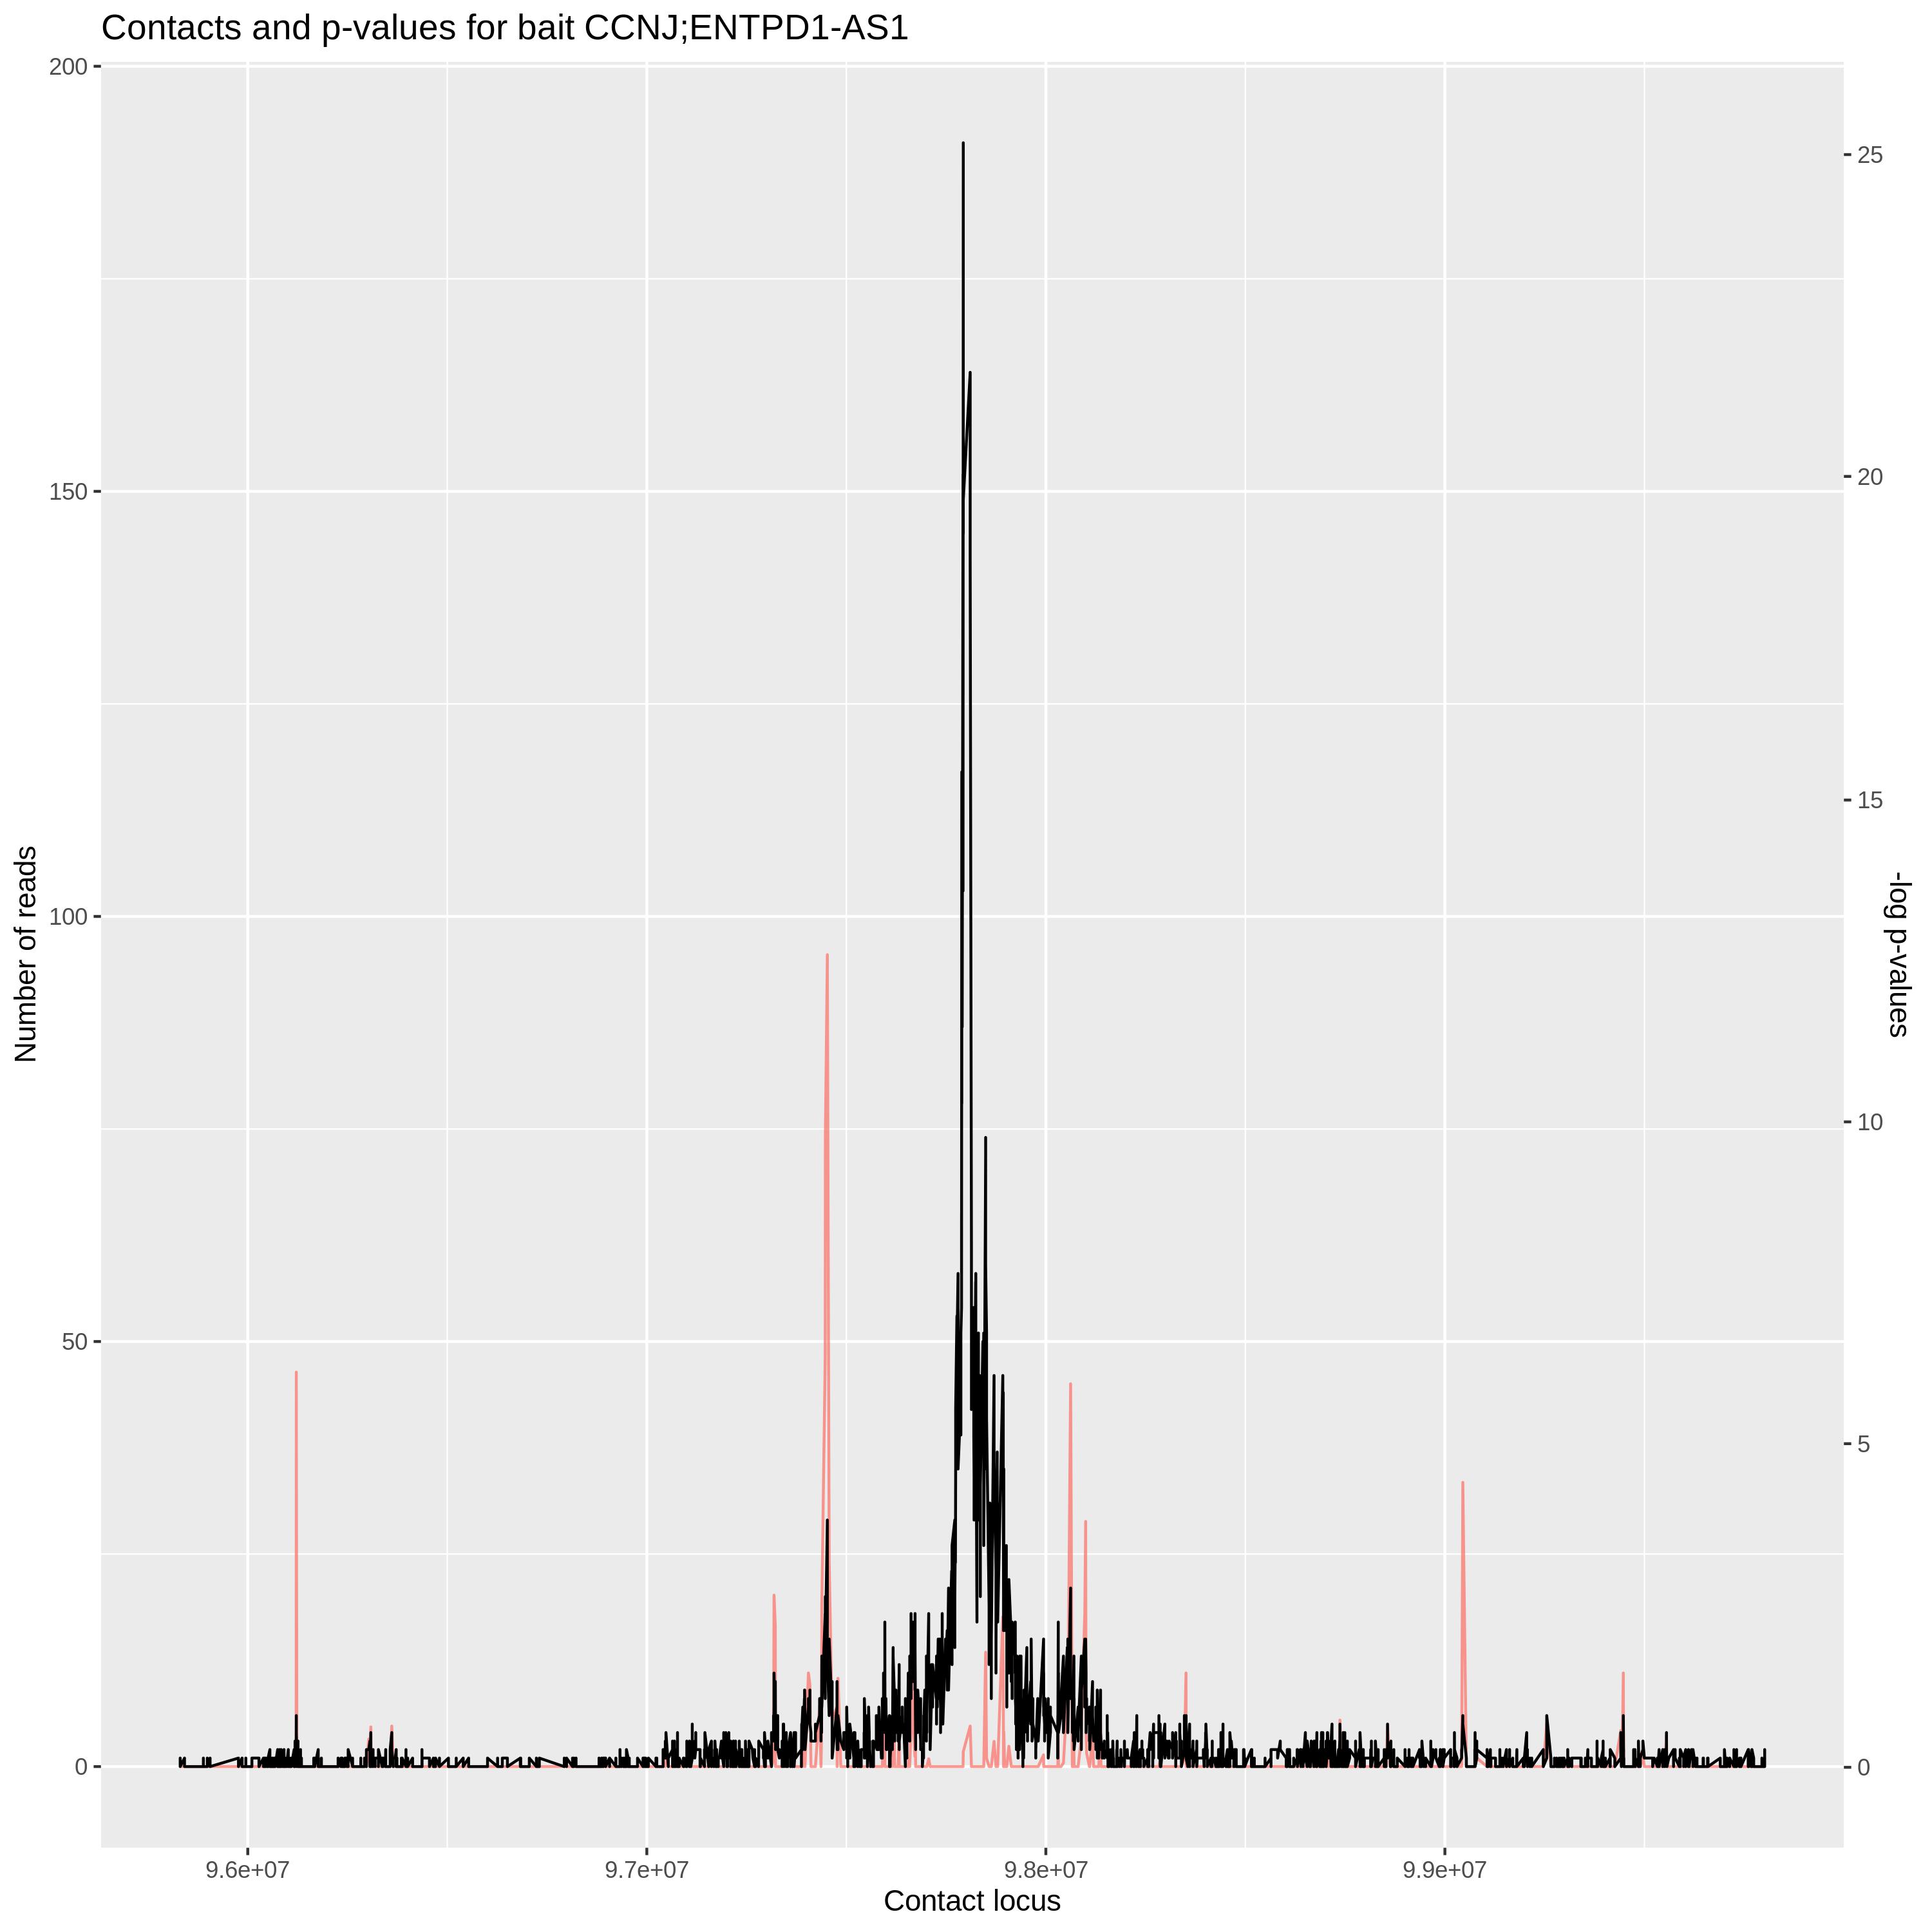 Contacts and p-values for bait CCNJ;ENTPD1-AS1
200
150
100
50
0
Number of reads
25
20
15
10
5
0
-log p-values
9.6e+07
9.7e+07
9.8e+07
9.9e+07
Contact locus